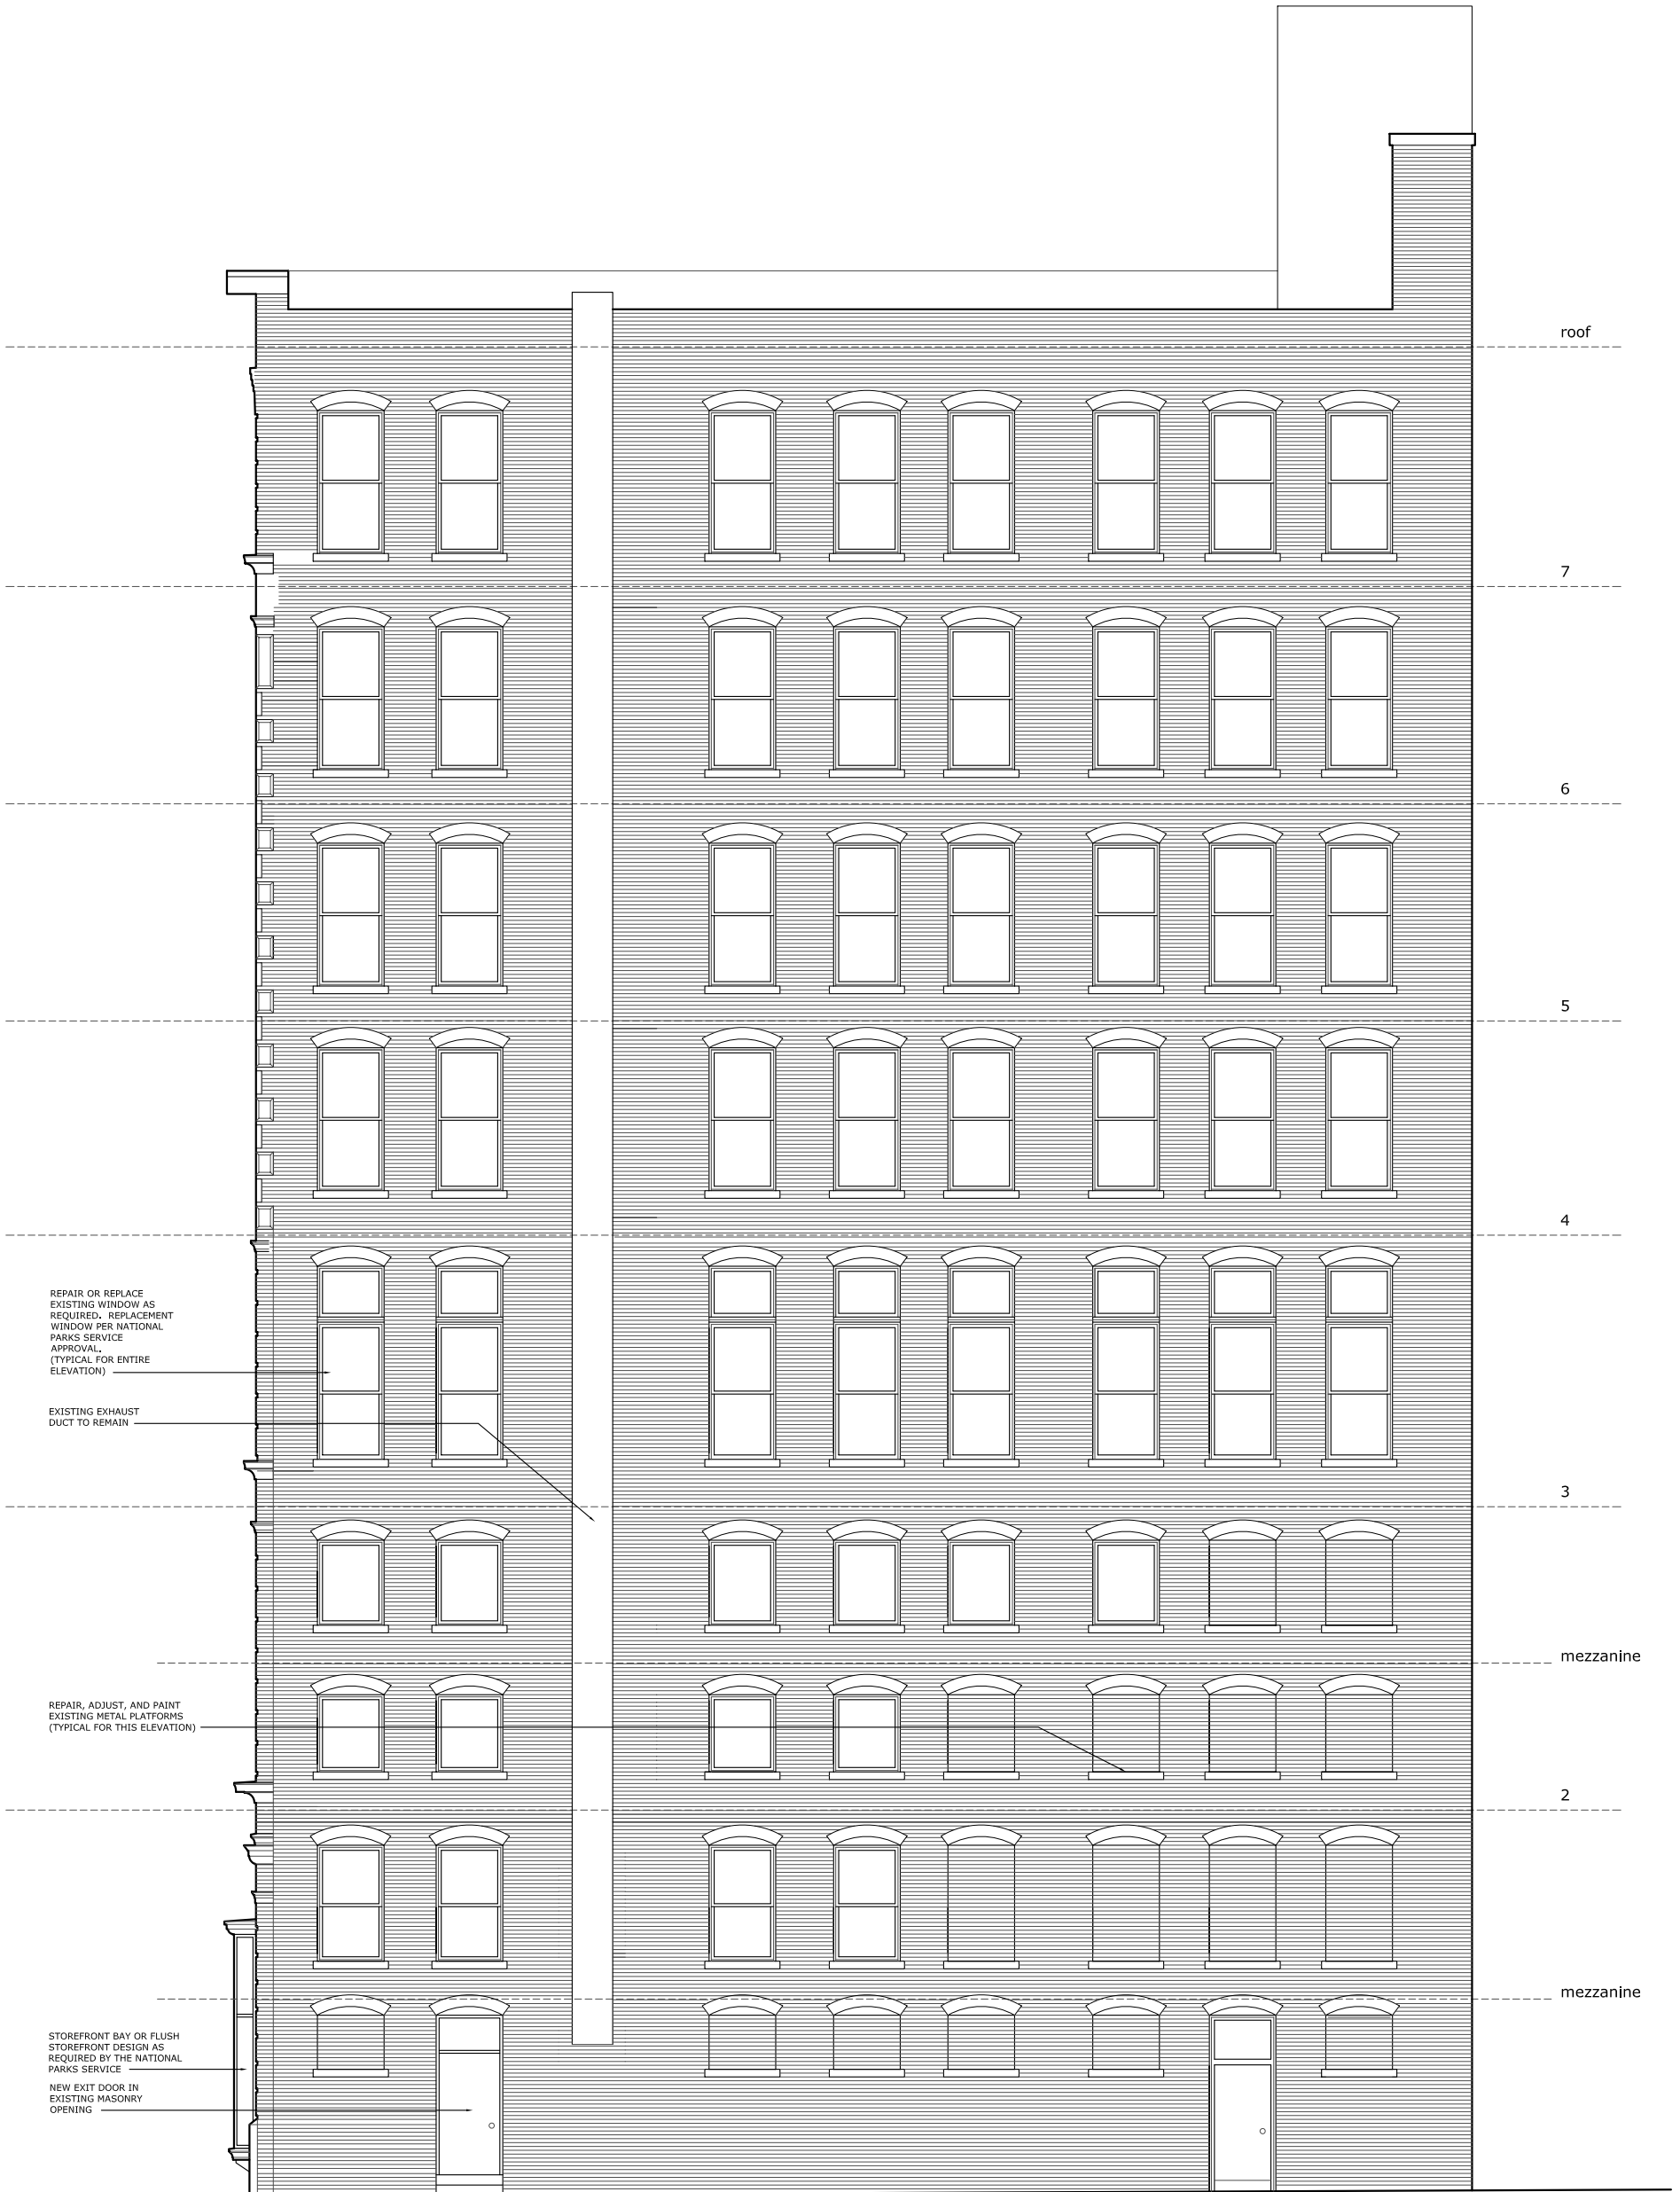 roof
7
6
5
4
REPAIR OR REPLACE
EXISTING WINDOW AS
REQUIRED. REPLACEMENT
WINDOW PER NATIONAL
PARKS SERVICE
APPROVAL.
(TYPICAL FOR ENTIRE
ELEVATION)
EXISTING EXHAUST
DUCT TO REMAIN
3
mezzanine
REPAIR, ADJUST, AND PAINT
EXISTING METAL PLATFORMS
(TYPICAL FOR THIS ELEVATION)
2
mezzanine
STOREFRONT BAY OR FLUSH
STOREFRONT DESIGN AS
REQUIRED BY THE NATIONAL
PARKS SERVICE
NEW EXIT DOOR IN
EXISTING MASONRY
OPENING